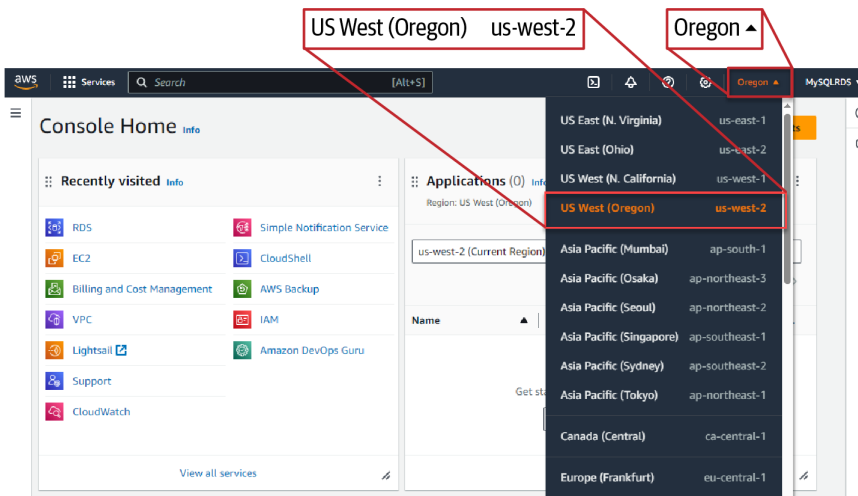 US West (Oregon) us-west-2
Oregon
aws
Services
Search
[Alt+S]
Oregon
MySQLRDS
Console Home Info
Recently visited Info
RDS
EC2
Billing and Cost Management
VPC
Lightsail
Support
CloudWatch
Simple Notification Service
CloudShell
AWS Backup
IAM
Amazon DevOps Guru
View all services
Applications (0)
Region: US West (Oregon)
us-west-2 (Current Region)
Name
US East (N. Virginia) us-east-1
US East (Ohio) us-east-2
US West (N. California) us-west-1
US West (Oregon) us-west-2
Asia Pacific (Mumbai) ap-south-1
Asia Pacific (Osaka) ap-northeast-3
Asia Pacific (Seoul) ap-northeast-2
Asia Pacific (Singapore) ap-southeast-1
Asia Pacific (Sydney) ap-southeast-2
Asia Pacific (Tokyo) ap-northeast-1
Canada (Central) ca-central-1
Europe (Frankfurt) eu-central-1